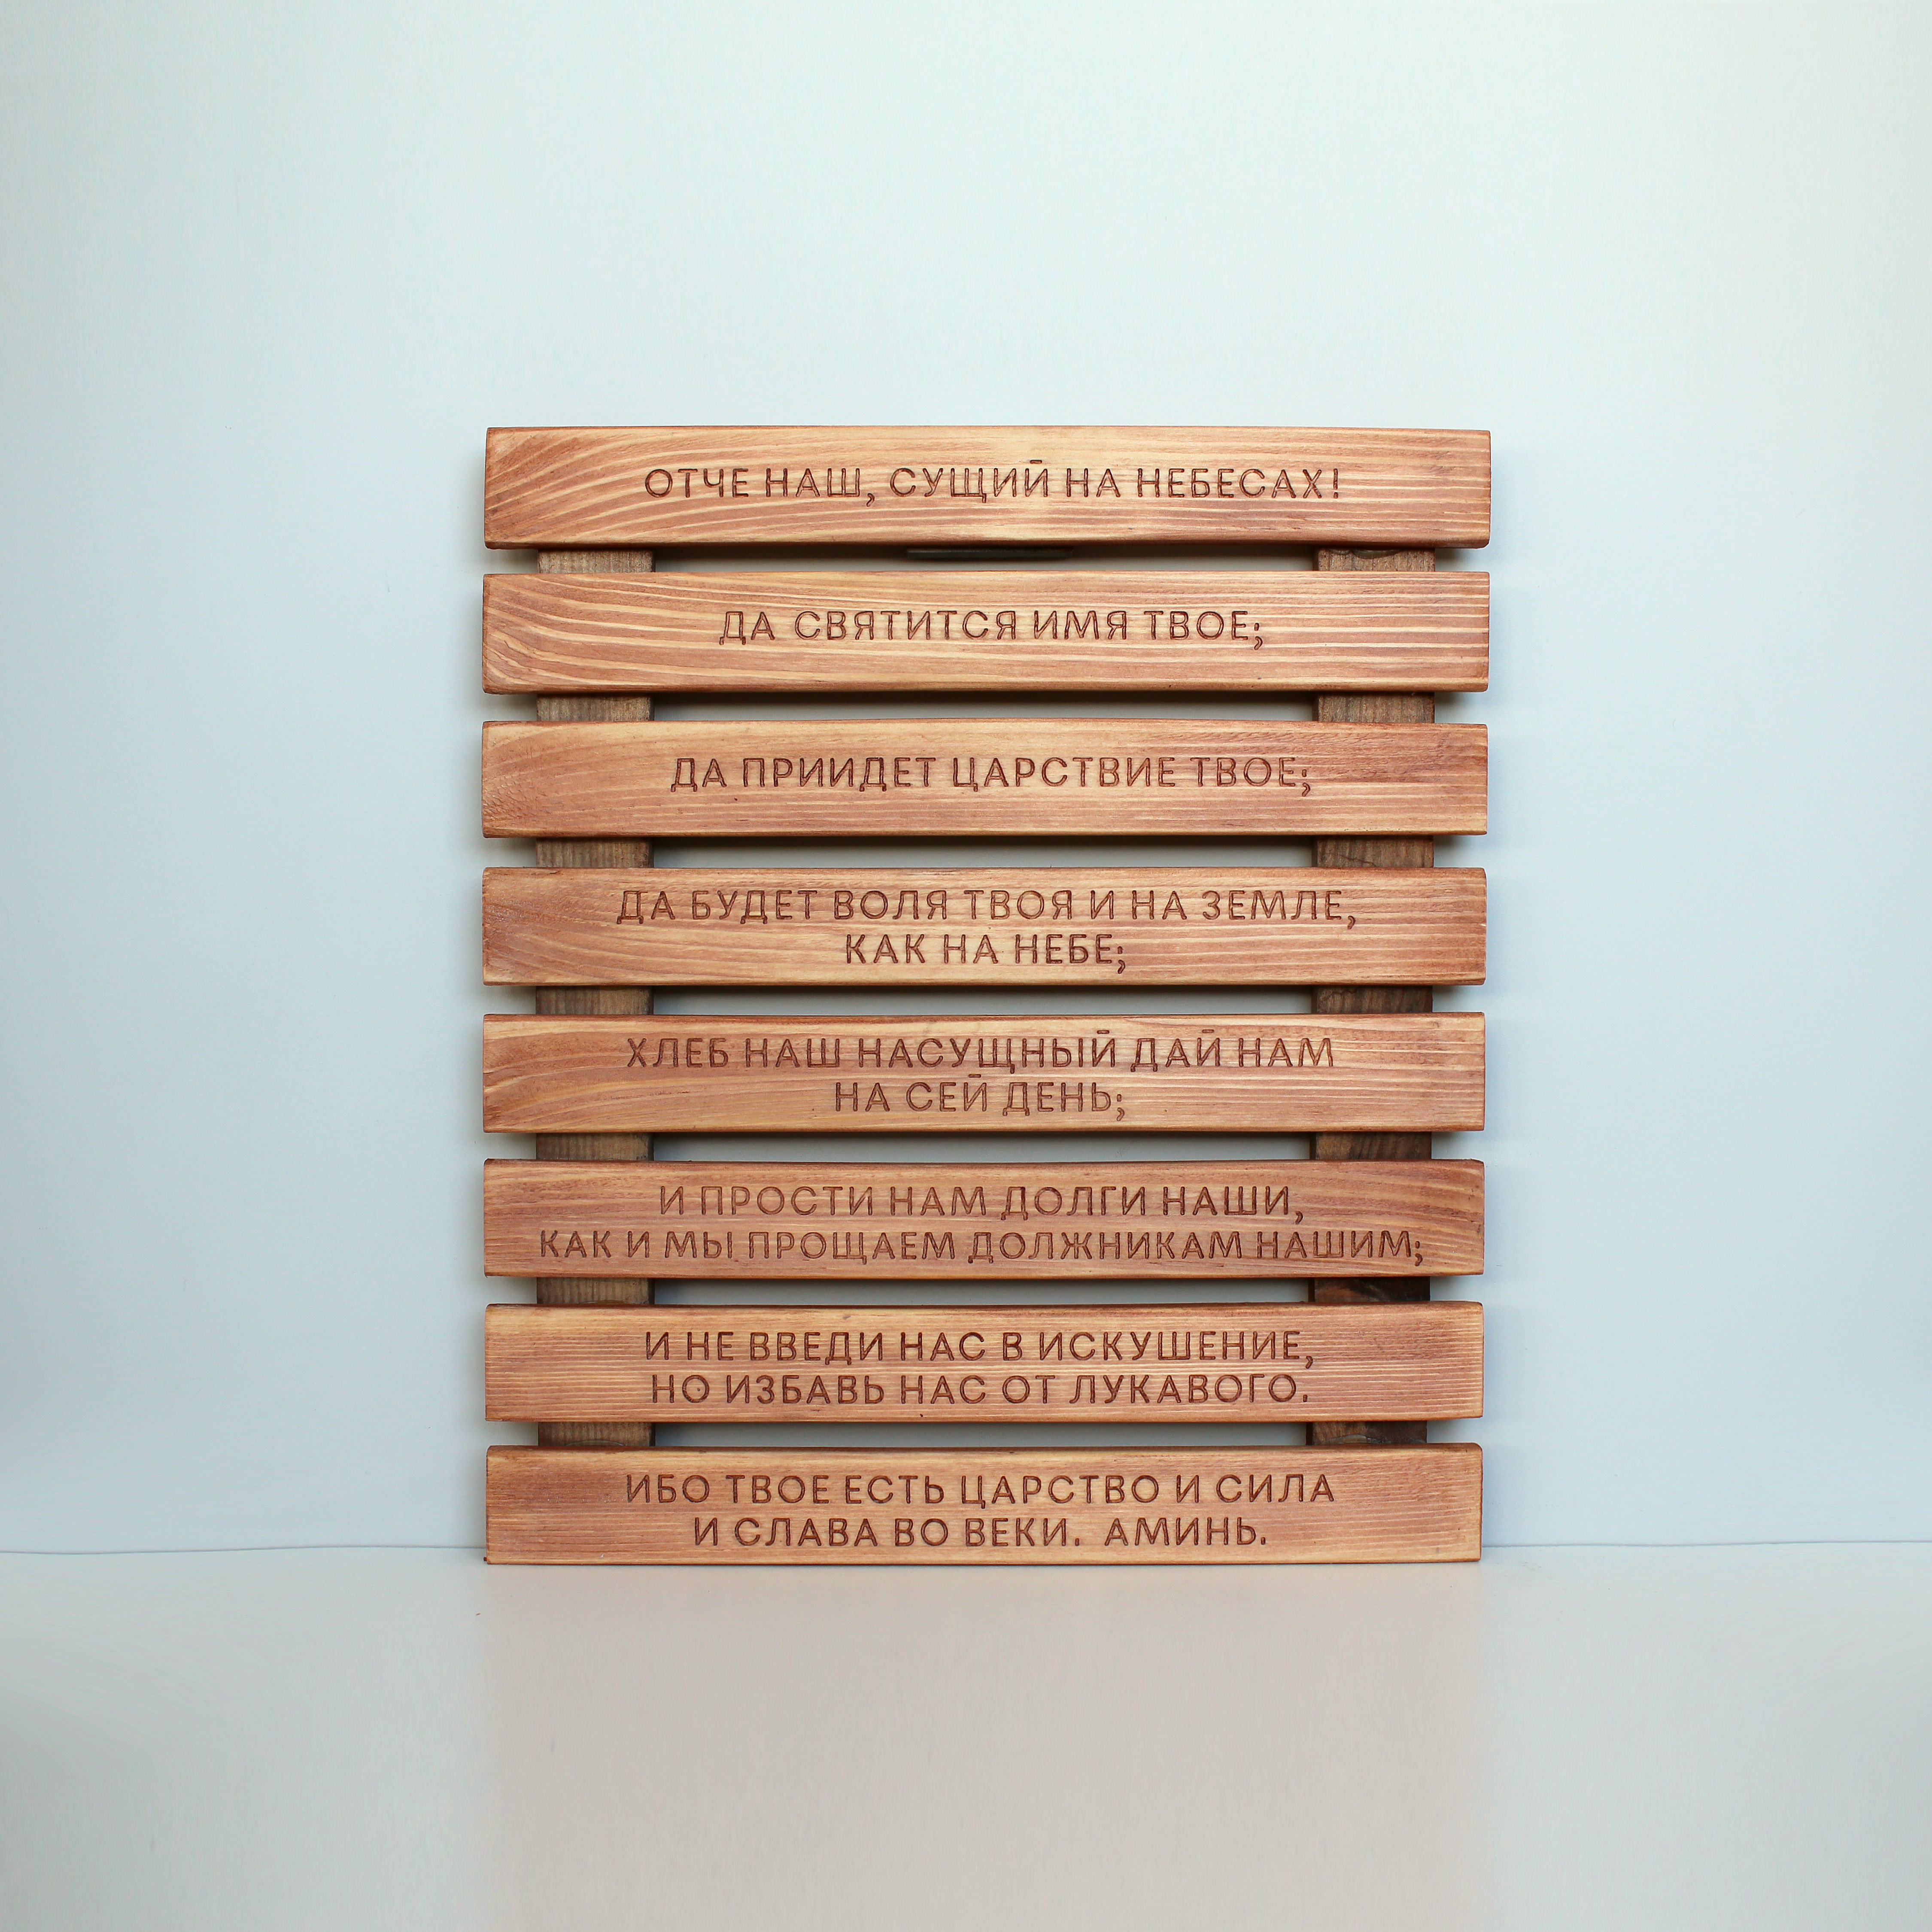 ОТЧЕ НАШ, СУЩИЙ НА НЕБЕСАХ!
ДА СВЯТИТСЯ ИМЯ ТВОЕ;
ДА ПРИИДЕТ ЦАРСТВИЕ ТВОЕ;
ДА БУДЕТ ВОЛЯ ТВОЯ И НА ЗЕМЛЕ,
КАК НА НЕБЕ;
ХЛЕБ НАШ НАСУЩНЫЙ ДАЙ НАМ
НА СЕЙ ДЕНЬ;
И ПРОСТИ НАМ ДОЛГИ НАШИ,
КАК И МЫ ПРОЩАЕМ ДОЛЖНИКАМ НАШИМ;
И НЕ ВВЕДИ НАС В ИСКУШЕНИЕ,
НО ИЗБАВЬ НАС ОТ ЛУКАВОГО.
ИБО ТВОЕ ЕСТЬ ЦАРСТВО И СИЛА
И СЛАВА ВО ВЕКИ. АМИНЬ.